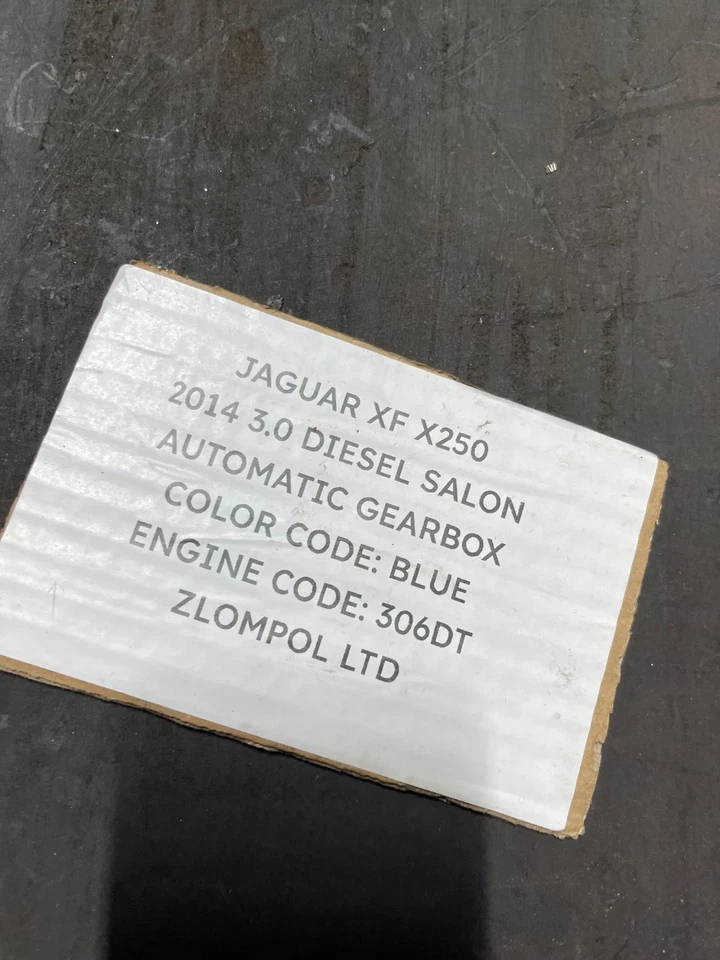 JAGUAR XF X250
2014 3.0 DIESEL SALON
AUTOMATIC GEARBOX
COLOR CODE: BLUE
ENGINE CODE: 306DT
ZLOMPOL LTD